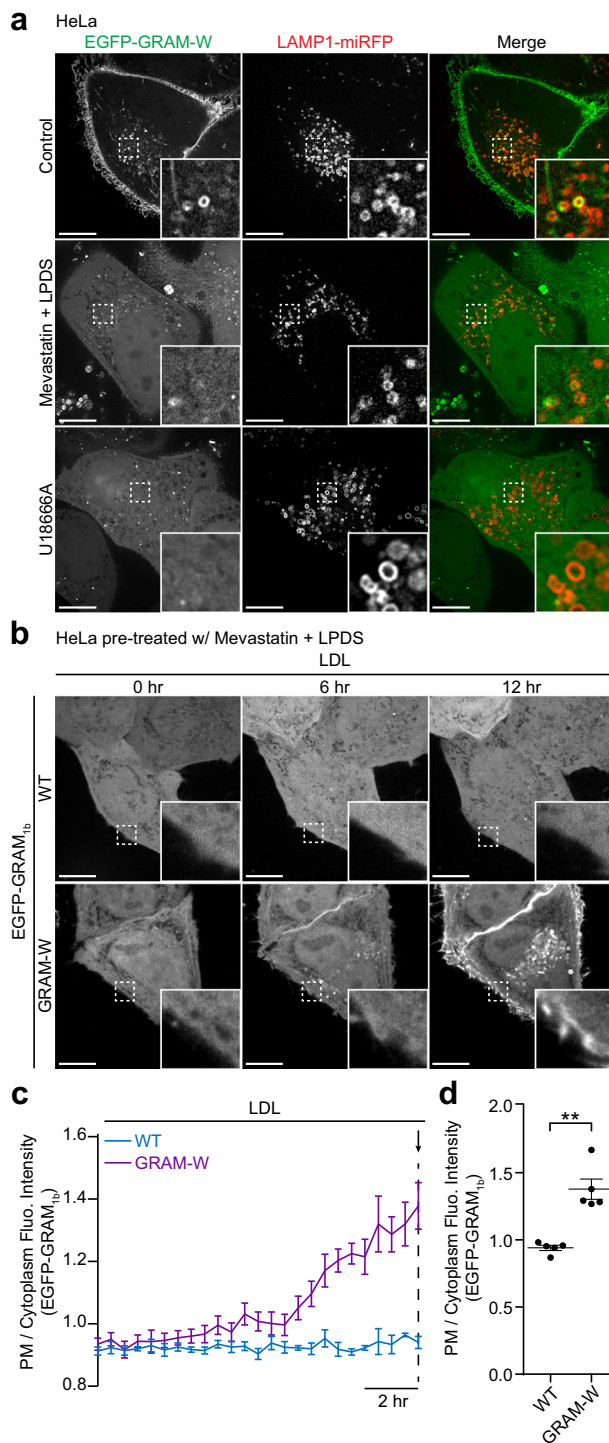 a
HeLa
EGFP-GRAM-W
LAMP1-miRFP
Merge
Control
Mevastatin + LPDS
U18666A
b
HeLa pre-treated w/ Mevastatin + LPDS
LDL
0 hr
6 hr
12 hr
EGFP-GRAM1b
WT
GRAM-W
c
LDL
WT
GRAM-W
PM / Cytoplasm Fluo. Intensity
(EGFP-GRAM1b)
1.6
1.4
1.2
1.0
0.8
2 hr
d
PM / Cytoplasm Fluo. Intensity
(EGFP-GRAM1b)
2.0
1.5
1.0
0.5
0.0
**
WT
GRAM-W